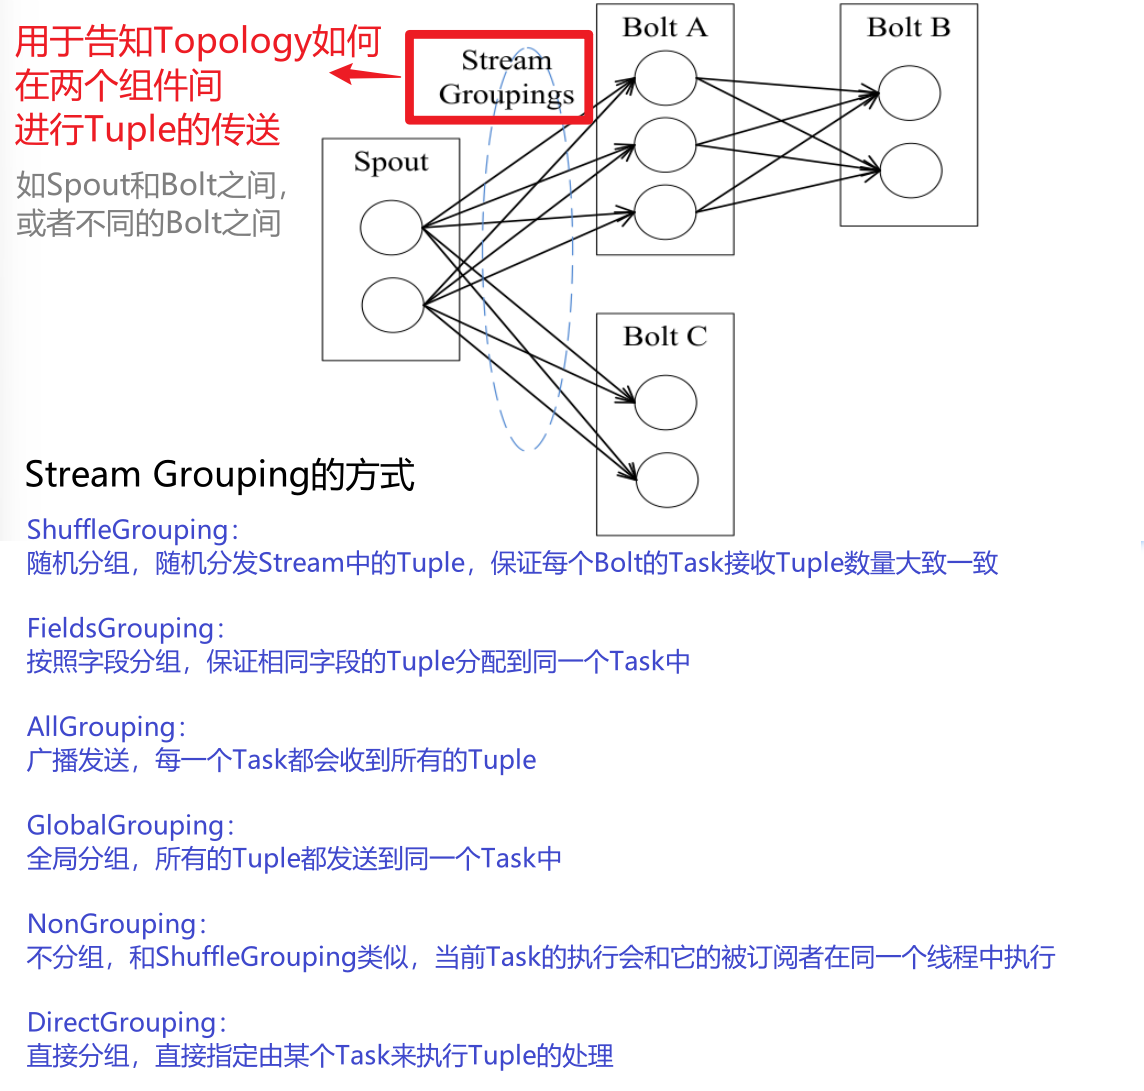 用于告知Topology如何
在两个组件间
进行Tuple的传送
如Spout和Bolt之间，
或者不同的Bolt之间
Stream
Groupings
Spout
Bolt A
Bolt B
Bolt C
Stream Grouping的方式
ShuffleGrouping：
随机分组，随机分发Stream中的Tuple，保证每个Bolt的Task接收Tuple数量大致一致
FieldsGrouping：
按照字段分组，保证相同字段的Tuple分配到同一个Task中
AllGrouping：
广播发送，每一个Task都会收到所有的Tuple
GlobalGrouping：
全局分组，所有的Tuple都发送到同一个Task中
NonGrouping：
不分组，和ShuffleGrouping类似，当前Task的执行会和它的被订阅者在同一个线程中执行
DirectGrouping：
直接分组，直接指定由某个Task来执行Tuple的处理